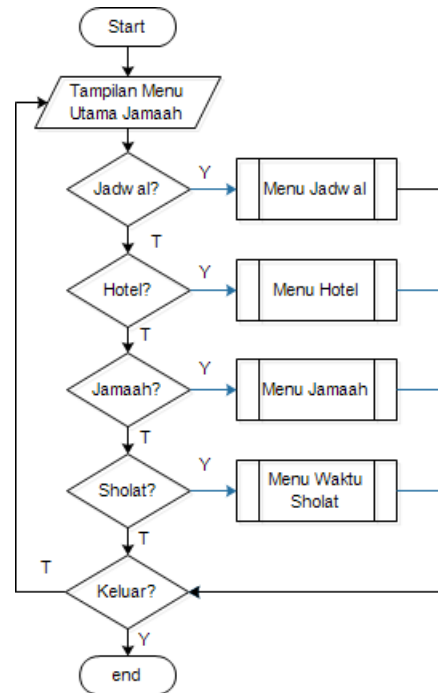 Start
Tampilan Menu
Utama Jamaah
Jadwal?
Y
Menu Jadwal
T
Hotel?
Y
Menu Hotel
T
Jamaah?
Y
Menu Jamaah
T
Sholat?
Y
Menu Waktu
Sholat
T
T
Keluar?
Y
end